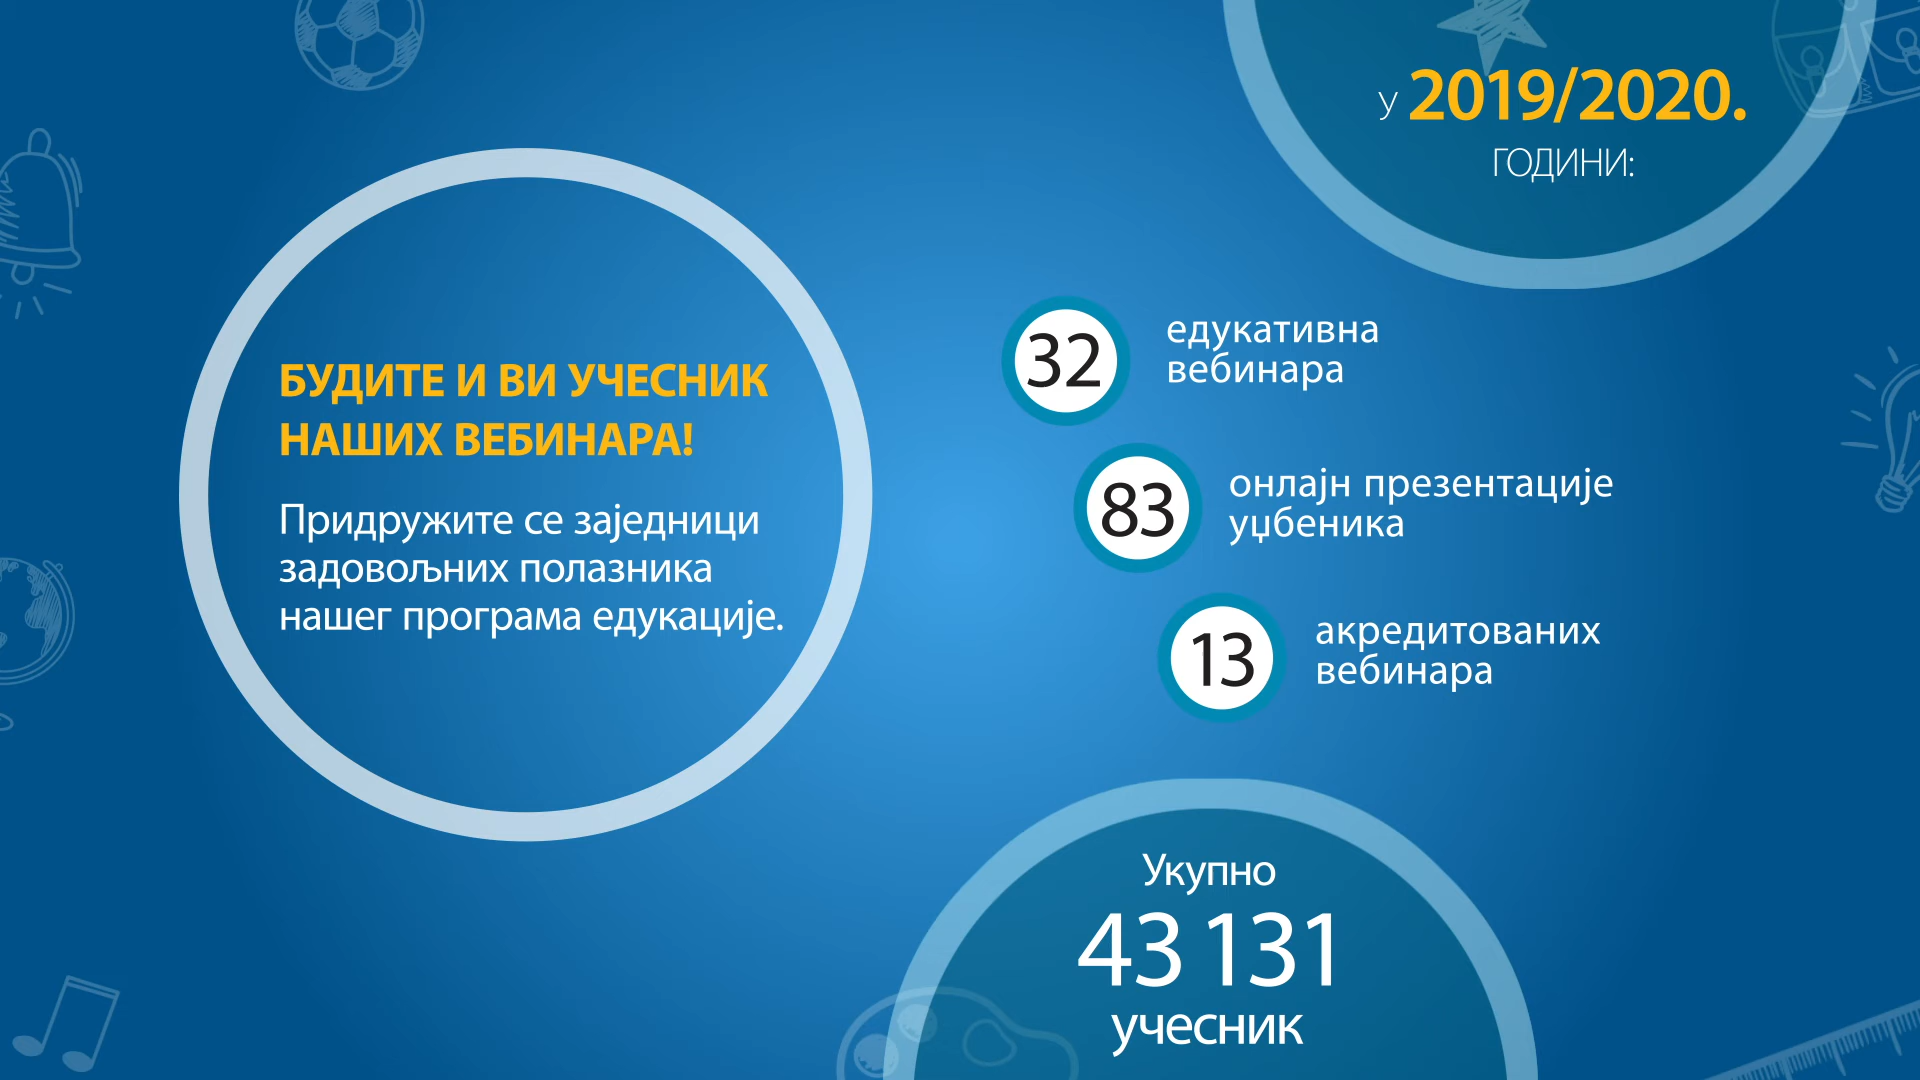 БУДИТЕ И ВИ УЧЕСНИК
НАШИХ ВЕБИНАРА!
Придружите се заједници
задовољних полазника
нашег програма едукације.
У 2019/2020.
ГОДИНИ:
32
едукативна
вебинара
83
онлајн презентације
уџбеника
13
акредитованих
вебинара
Укупно
43 131
учесник